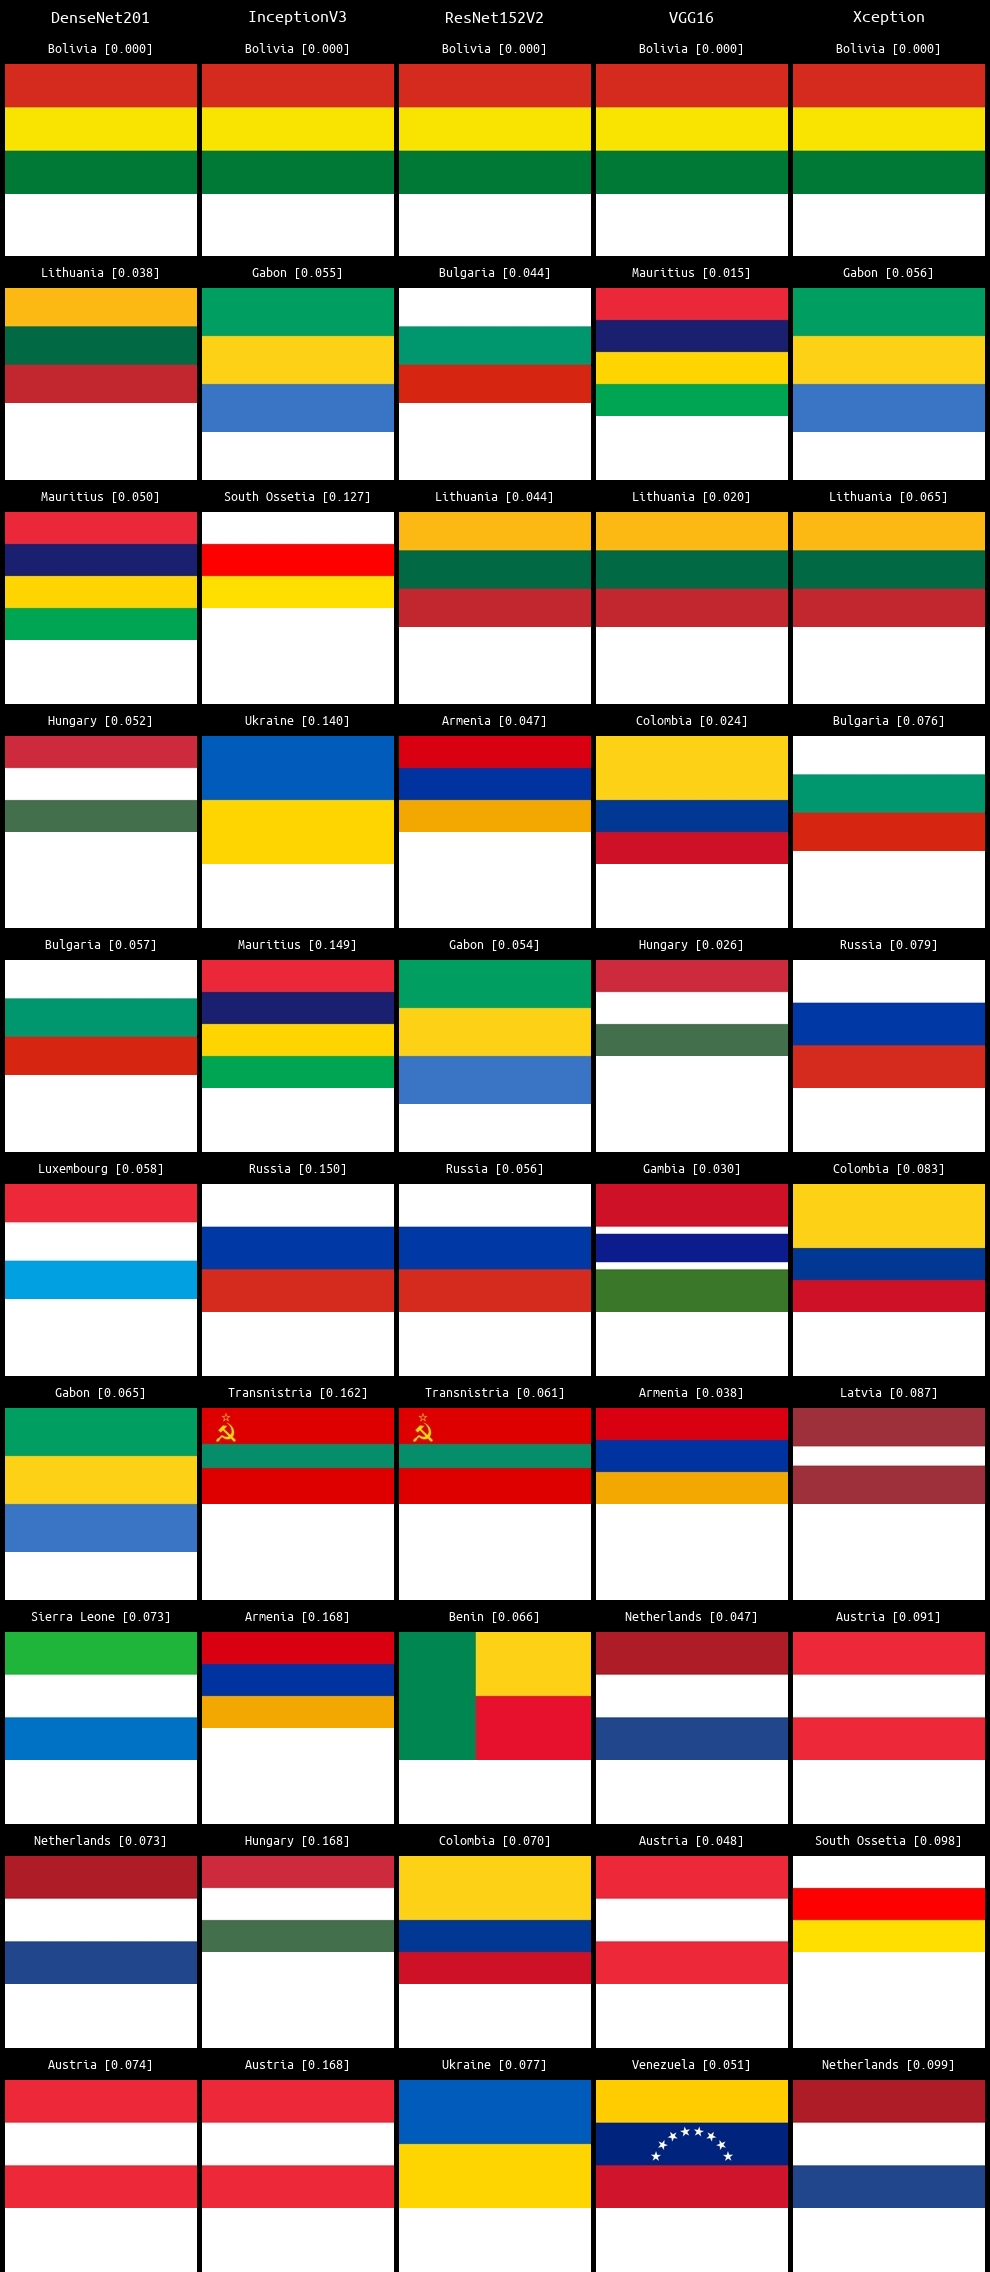 DenseNet201 InceptionV3 ResNet152V2 VGG16 Xception
Bolivia [0.000] Bolivia [0.000] Bolivia [0.000] Bolivia [0.000] Bolivia [0.000]
Lithuania [0.038] Gabon [0.055] Bulgaria [0.044] Mauritius [0.015] Gabon [0.056]
Mauritius [0.050] South Ossetia [0.127] Lithuania [0.044] Lithuania [0.020] Lithuania [0.065]
Hungary [0.052] Ukraine [0.140] Armenia [0.047] Colombia [0.024] Bulgaria [0.076]
Bulgaria [0.057] Mauritius [0.149] Gabon [0.054] Hungary [0.026] Russia [0.079]
Luxembourg [0.058] Russia [0.150] Russia [0.056] Gambia [0.030] Colombia [0.083]
Gabon [0.065] Transnistria [0.162] Transnistria [0.061] Armenia [0.038] Latvia [0.087]
Sierra Leone [0.073] Armenia [0.168] Benin [0.066] Netherlands [0.047] Austria [0.091]
Netherlands [0.073] Hungary [0.168] Colombia [0.070] Austria [0.048] South Ossetia [0.098]
Austria [0.074] Austria [0.168] Ukraine [0.077] Venezuela [0.051] Netherlands [0.099]